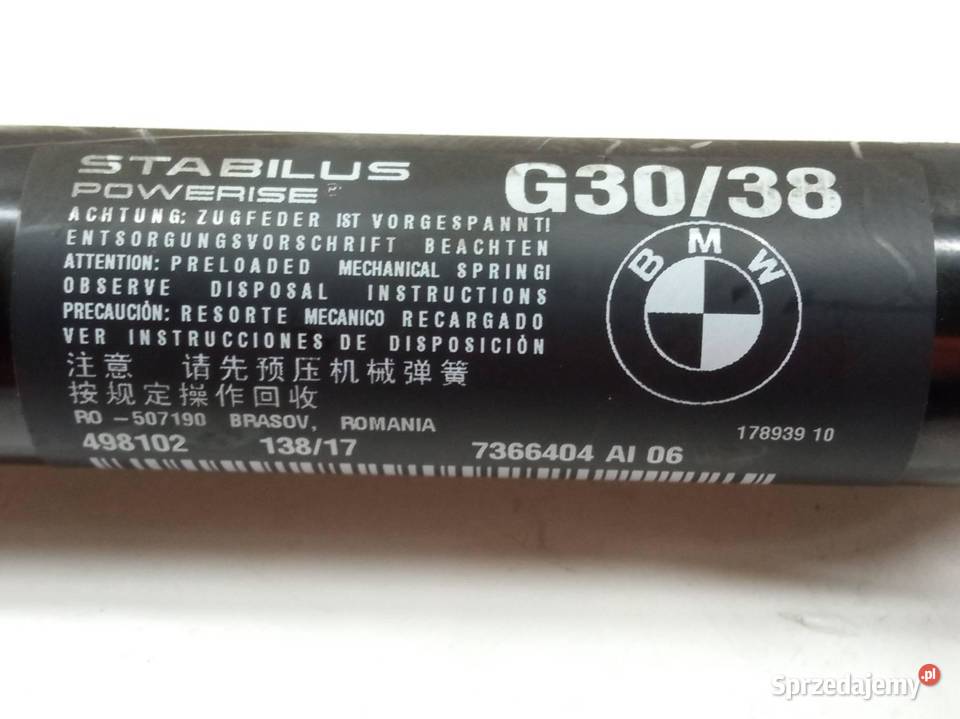 STABILUS
POWERISE
G30/38
ACHTUNG: ZUGFEDER IST VORGESPANNT!
ENTSORGUNGSVORSCHRIFT BEACHTEN
ATTENTION: PRELOADED MECHANICAL SPRING!
OBSERVE DISPOSAL INSTRUCTIONS
PRECAUCIÒN: RESORTE MECANICO RECARGADO
VER INSTRUCCIONES DE DISPOSICIÒN
注意 请先预压机械弹簧
按规定操作回收
RO -507190 BRASOV, ROMANIA
498102 138/17 7366404 AI 06
BMW
178939 10
Sprzedajemy.pl